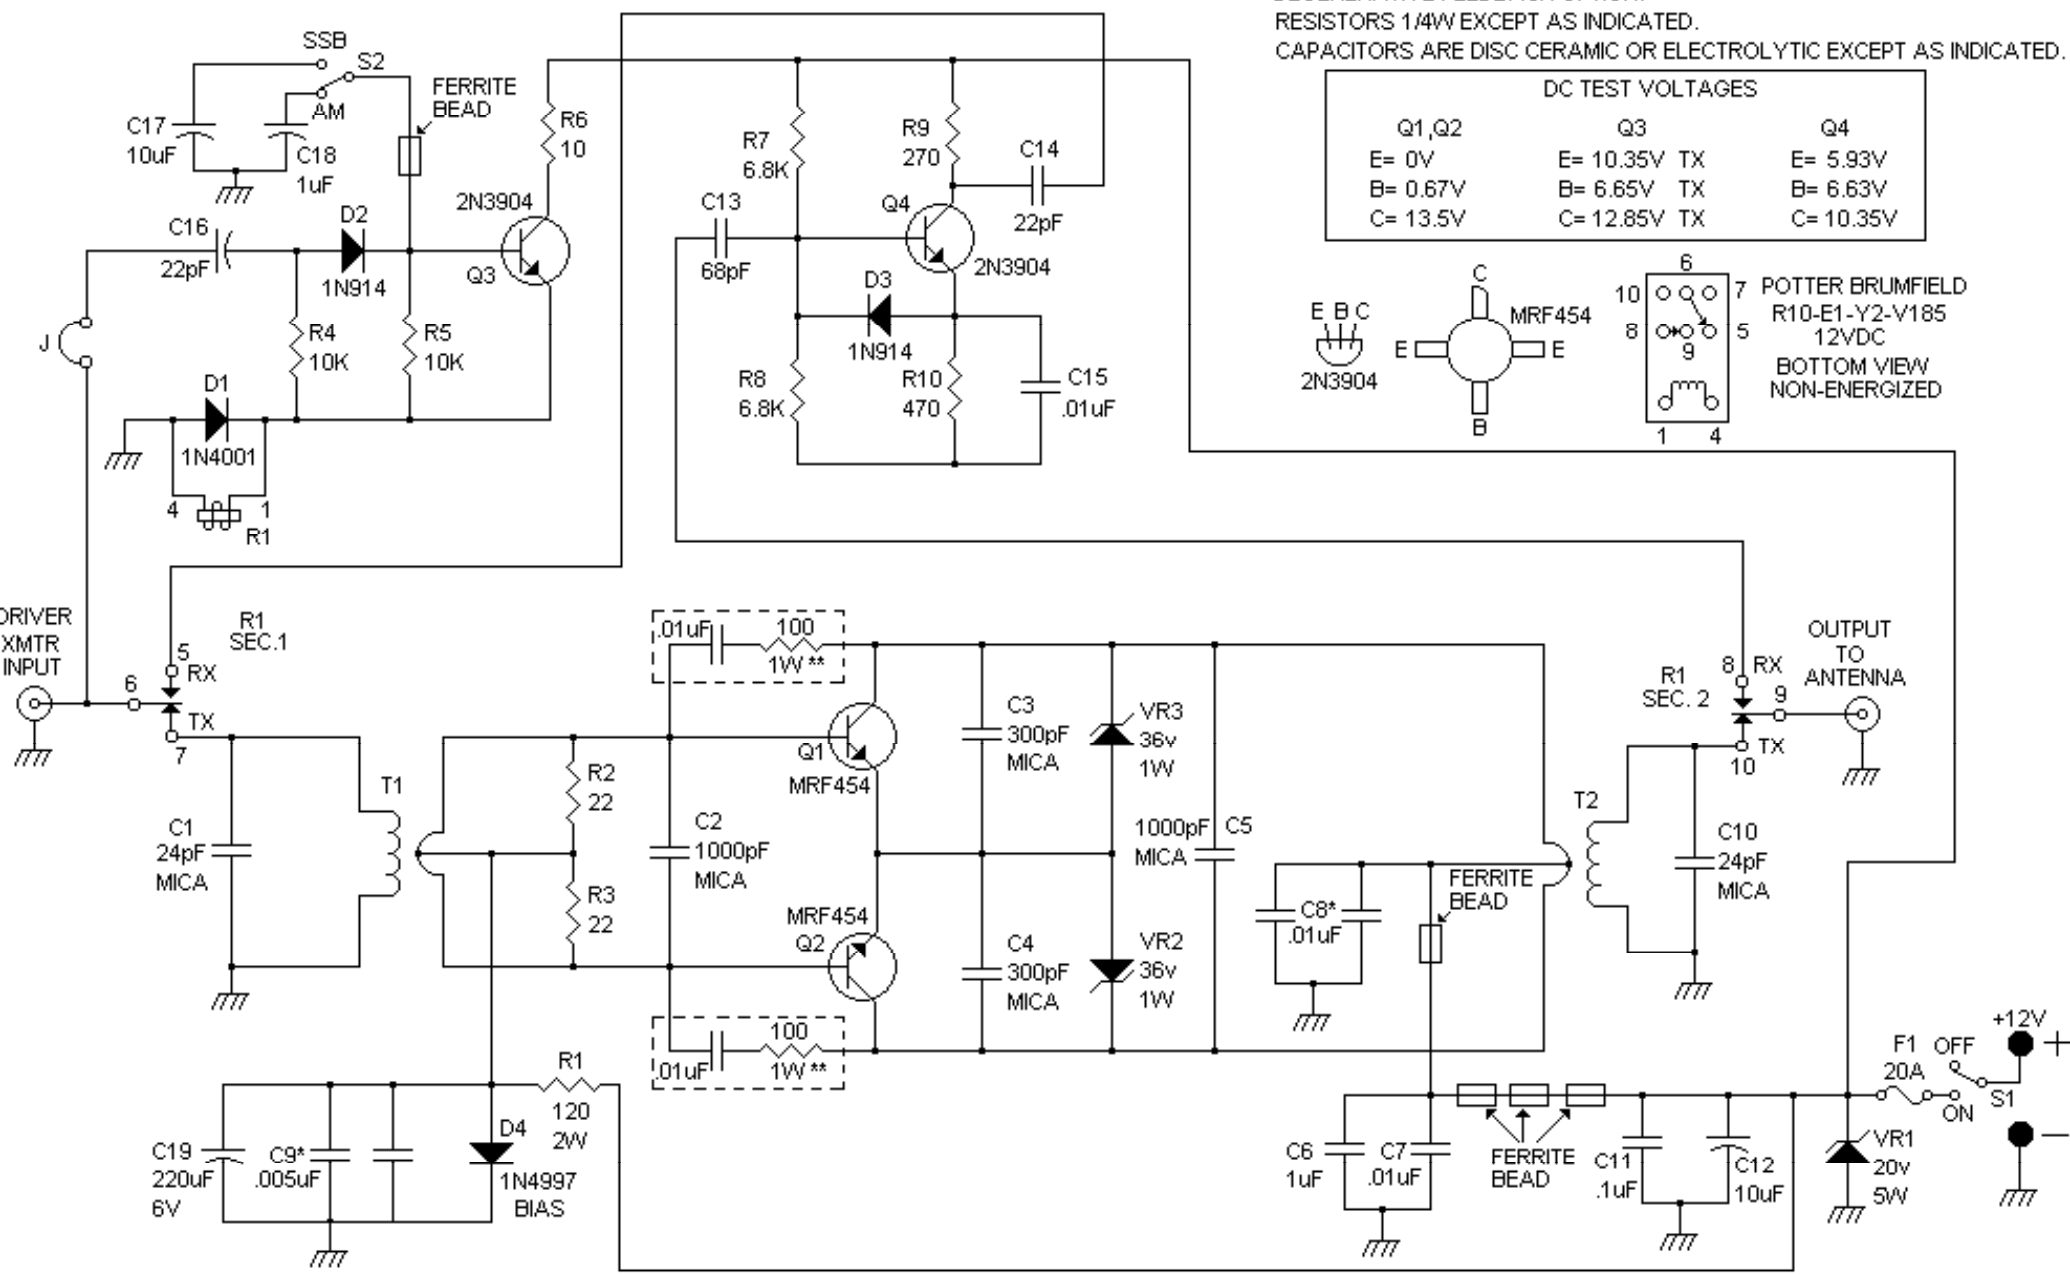 RESISTORS 1/4W EXCEPT AS INDICATED.
CAPACITORS ARE DISC CERAMIC OR ELECTROLYTIC EXCEPT AS INDICATED.
DC TEST VOLTAGES
Q1,Q2 Q3 Q4
E= 0V E= 10.35V TX E= 5.93V
B= 0.67V B= 6.65V TX B= 6.63V
C= 13.5V C= 12.85V TX C= 10.35V
SSB
S2
AM
FERRITE
BEAD
C17
10uF
C18
1uF
R6
10
2N3904
Q3
C16
22pF
D2
1N914
R4
10K
R5
10K
J
D1
1N4001
4 1
R1
R7
6.8K
R9
270
C14
22pF
C13
68pF
Q4
2N3904
D3
1N914
R8
6.8K
R10
470
C15
.01uF
E B C
2N3904
C
MRF454
E E
B
6
10 7
8 5
9
1 4
POTTER BRUMFIELD
R10-E1-Y2-V185
12VDC
BOTTOM VIEW
NON-ENERGIZED
DRIVER
XMTR
INPUT
R1
SEC.1
5
RX
6
TX
7
C1
24pF
MICA
T1
R2
22
R3
22
C2
1000pF
MICA
.01uF
100
1W **
Q1
MRF454
MRF454
Q2
.01uF
100
1W **
C3
300pF
MICA
C4
300pF
MICA
VR3
36v
1W
VR2
36v
1W
1000pF C5
MICA
C8*
.01uF
FERRITE
BEAD
T2
R1
SEC. 2
8 RX
9
TX
10
OUTPUT
TO
ANTENNA
C10
24pF
MICA
C19
220uF
6V
C9*
.005uF
D4
1N4997
BIAS
R1
120
2W
C6
1uF
C7
.01uF
FERRITE
BEAD
C11
.1uF
C12
10uF
VR1
20v
5W
F1
20A
OFF
ON
S1
+12V
+
−